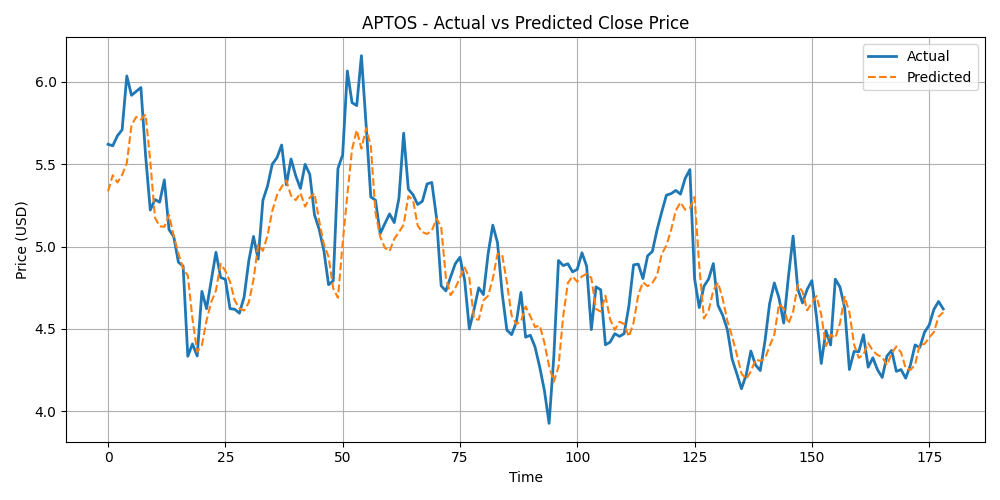 APTOS - Actual vs Predicted Close Price
Actual
Predicted
Price (USD)
6.0
5.5
5.0
4.5
4.0
0 25 50 75 100 125 150 175
Time